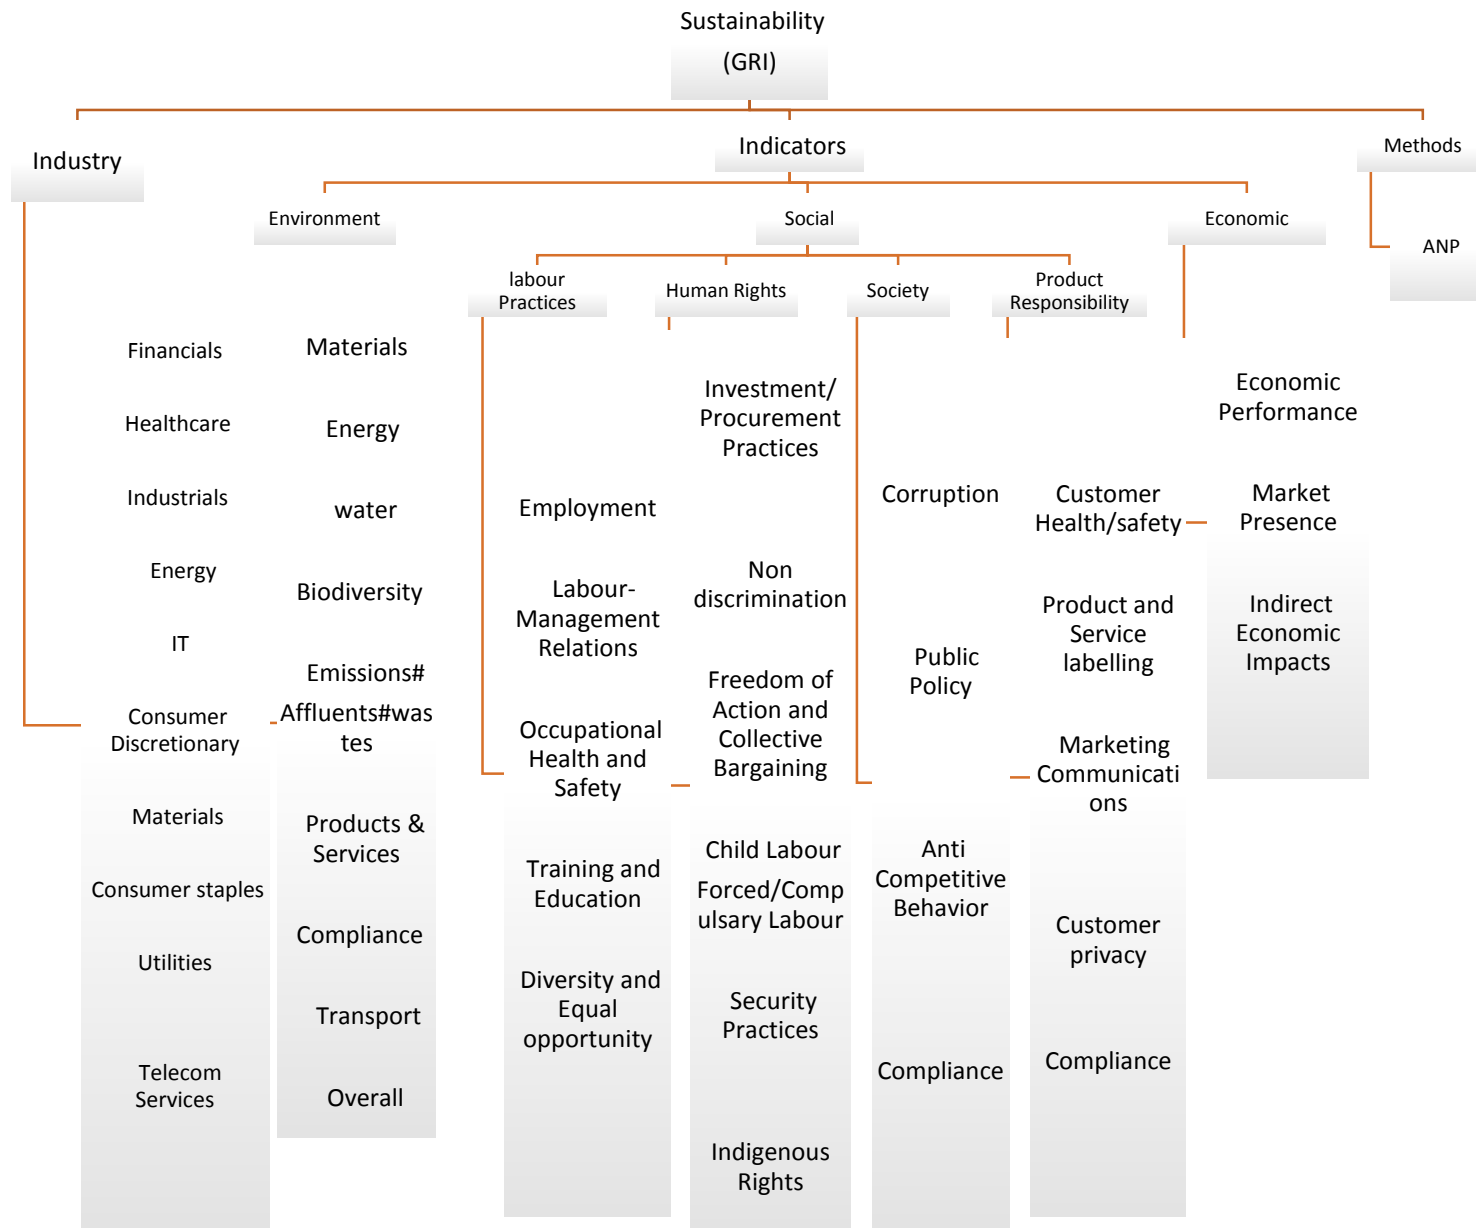 Sustainability
(GRI)
Industry
Indicators
Methods
Environment
Social
Economic
ANP
labour
Practices
Human Rights
Society
Product
Responsibility
Financials
Healthcare
Industrials
Energy
IT
Consumer
Discretionary
Materials
Consumer staples
Utilities
Telecom
Services
Materials
Energy
water
Biodiversity
Emissions#
Affluents#was
tes
Products &
Services
Compliance
Transport
Overall
Employment
Labour-
Management
Relations
Occupational
Health and
Safety
Training and
Education
Diversity and
Equal
opportunity
Investment/
Procurement
Practices
Non
discrimination
Freedom of
Action and
Collective
Bargaining
Child Labour
Forced/Comp
ulsary Labour
Security
Practices
Indigenous
Rights
Corruption
Public
Policy
Anti
Competitive
Behavior
Compliance
Customer
Health/safety
Product and
Service
labelling
Marketing
Communicati
ons
Customer
privacy
Compliance
Economic
Performance
Market
Presence
Indirect
Economic
Impacts